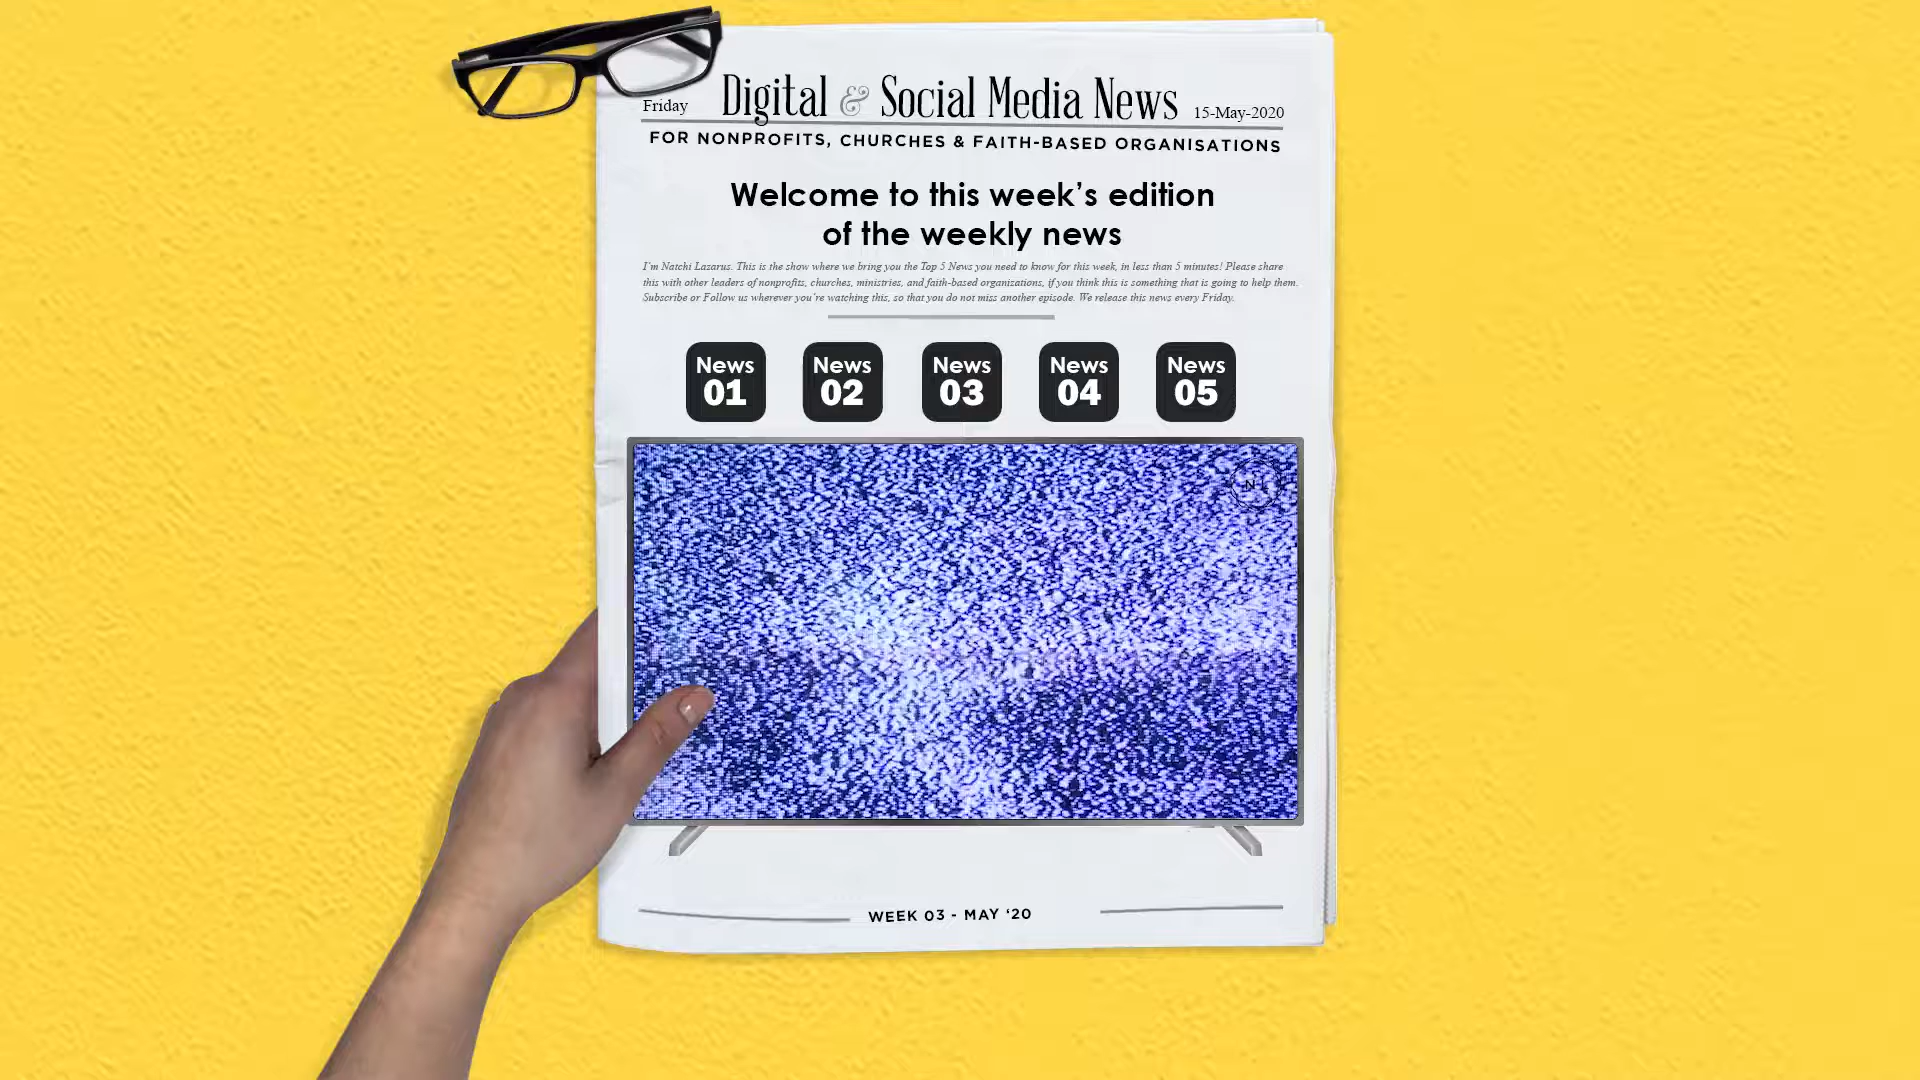 Friday
Digital & Social Media News
15-May-2020
FOR NONPROFITS, CHURCHES & FAITH-BASED ORGANISATIONS
Welcome to this week's edition
of the weekly news
I'm Natchi Lazarus. This is the show where we bring you the Top 5 News you need to know for this week, in less than 5 minutes! Please share
this with other leaders of nonprofits, churches, ministries, and faith-based organizations, if you think this is something that is going to help them.
Subscribe or Follow us wherever you're watching this, so that you do not miss another episode. We release this news every Friday.
News
01
News
02
News
03
News
04
News
05
WEEK 03 - MAY '20